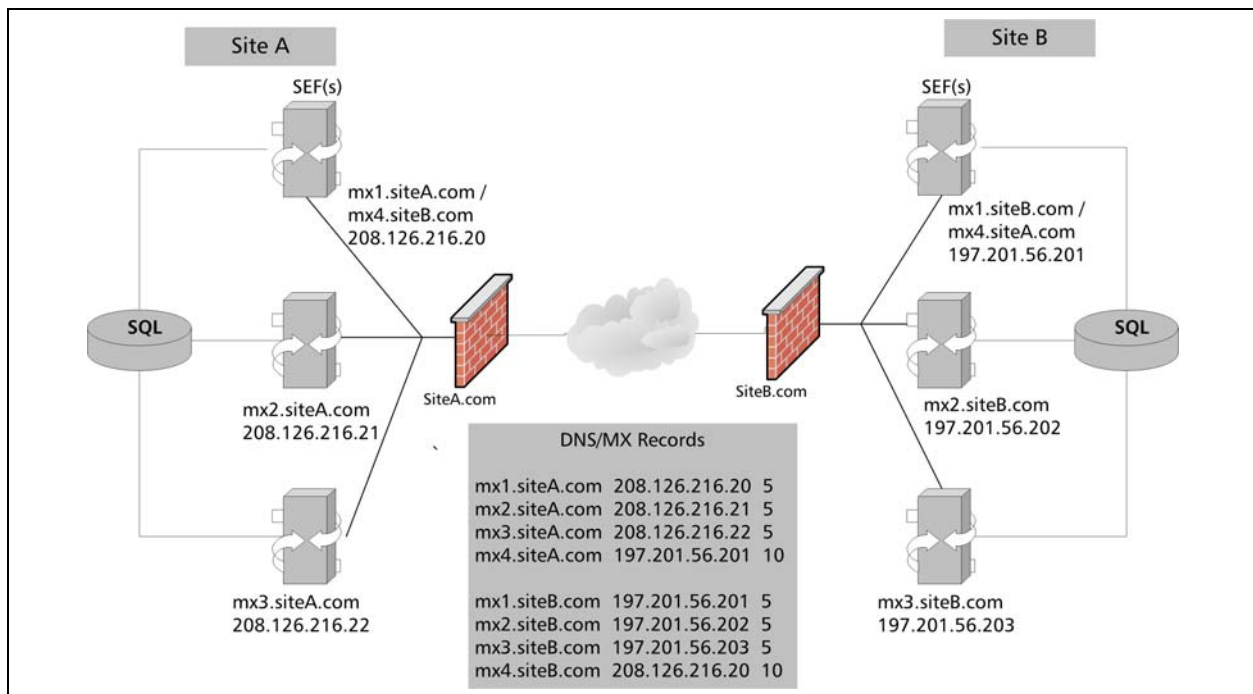 Site A
Site B
SEF(s)
SEF(s)
mx1.siteA.com /
mx4.siteB.com
208.126.216.20
mx1.siteB.com /
mx4.siteA.com
197.201.56.201
SQL
SQL
SiteA.com
SiteB.com
mx2.siteA.com
208.126.216.21
mx2.siteB.com
197.201.56.202
DNS/MX Records
mx1.siteA.com 208.126.216.20 5
mx2.siteA.com 208.126.216.21 5
mx3.siteA.com 208.126.216.22 5
mx4.siteA.com 197.201.56.201 10
mx1.siteB.com 197.201.56.201 5
mx2.siteB.com 197.201.56.202 5
mx3.siteB.com 197.201.56.203 5
mx4.siteB.com 208.126.216.20 10
mx3.siteA.com
208.126.216.22
mx3.siteB.com
197.201.56.203